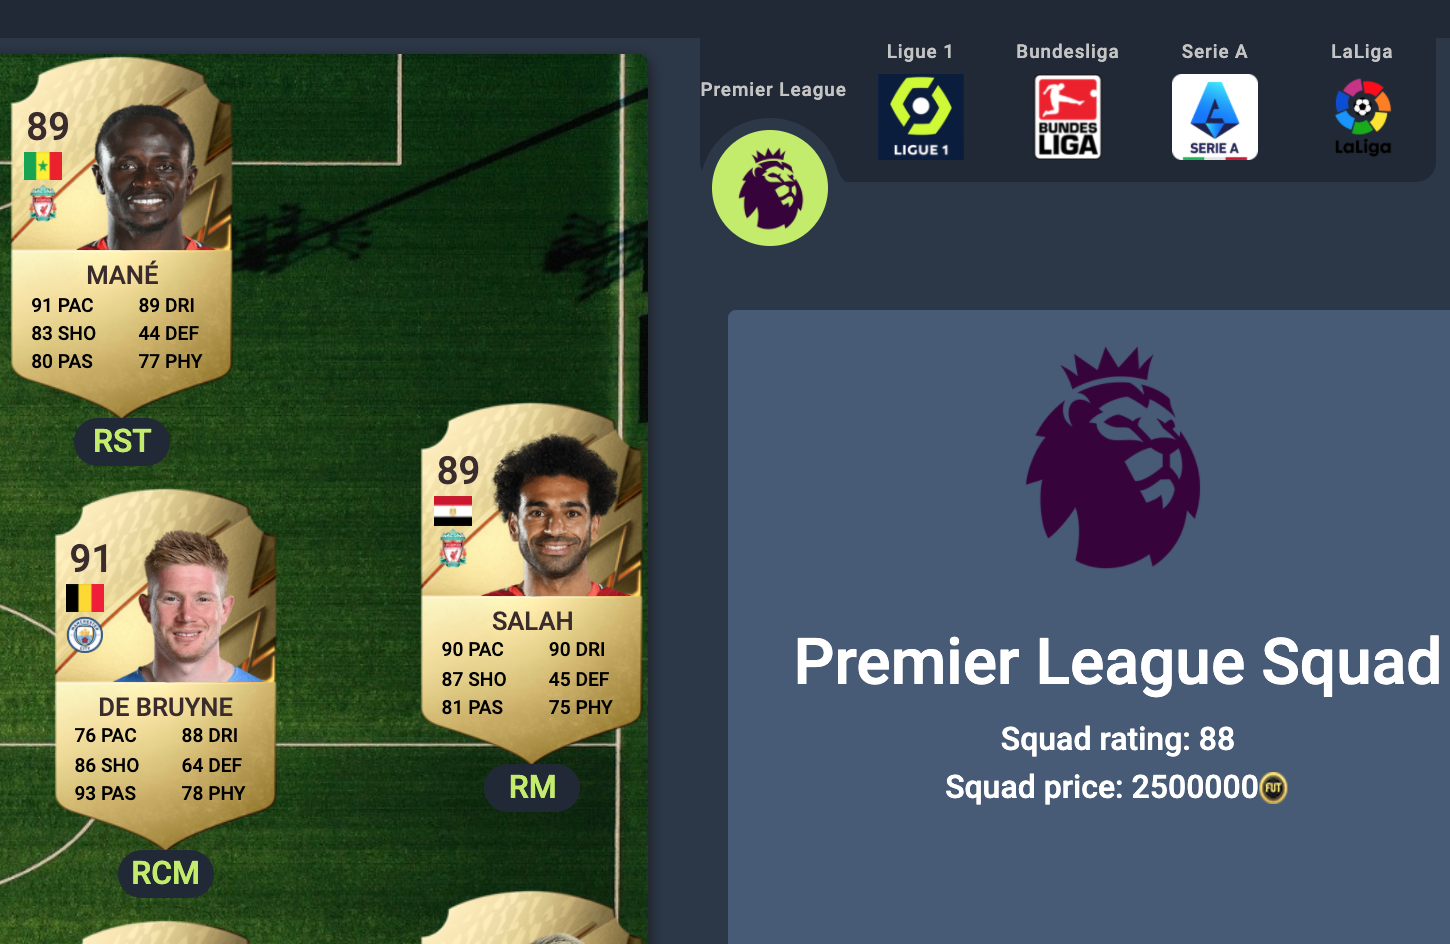 Premier League
Ligue 1
Bundesliga
Serie A
LaLiga
LIGUE 1
BUNDES
LIGA
SERIE A
LaLiga
89
MANÉ
91 PAC 89 DRI
83 SHO 44 DEF
80 PAS 77 PHY
RST
89
SALAH
90 PAC 90 DRI
87 SHO 45 DEF
81 PAS 75 PHY
RM
91
DE BRUYNE
76 PAC 88 DRI
86 SHO 64 DEF
93 PAS 78 PHY
RCM
Premier League Squad
Squad rating: 88
Squad price: 2500000 FUT